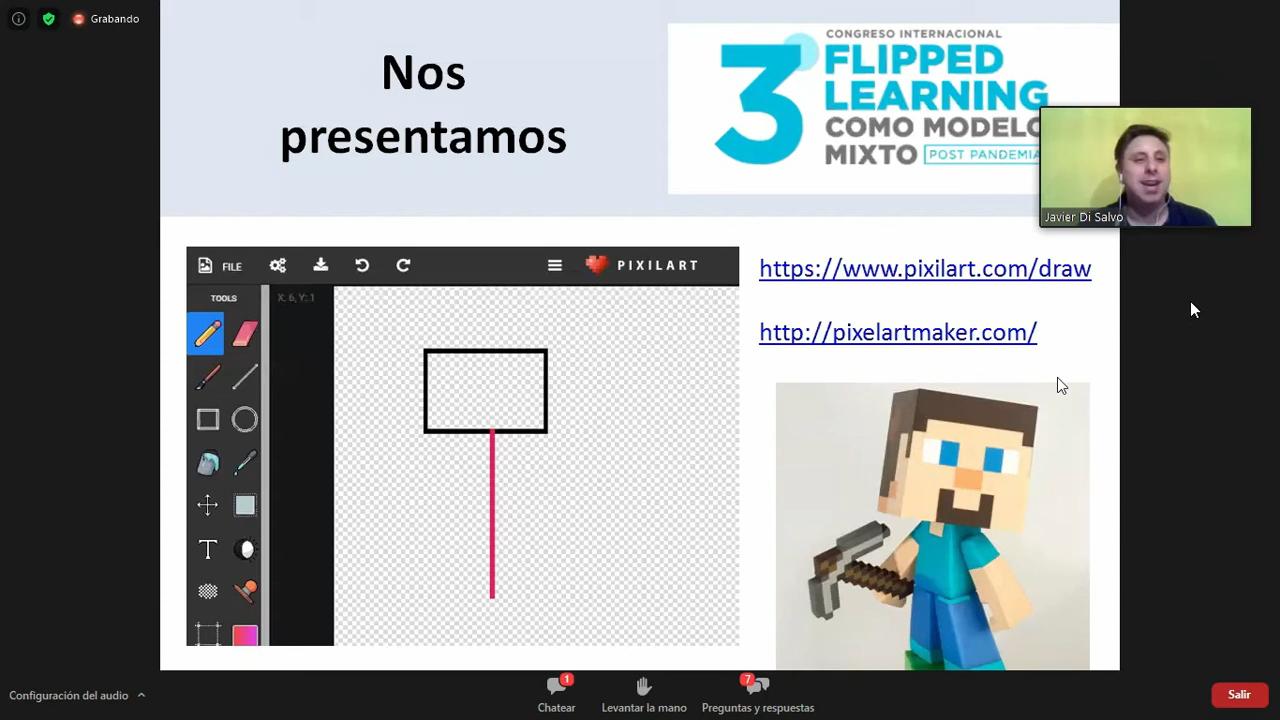 Grabando
Nos
presentamos
3
CONGRESO INTERNACIONAL
FLIPPED
LEARNING
COMO MODELO
MIXTO POST PANDEMIA
Javier Di Salvo
FILE
PIXILART
TOOLS
X: 6, Y: 1
T
https://www.pixilart.com/draw
http://pixelartmaker.com/
Configuración del audio
1
Chatear
Levantar la mano
7
Preguntas y respuestas
Salir